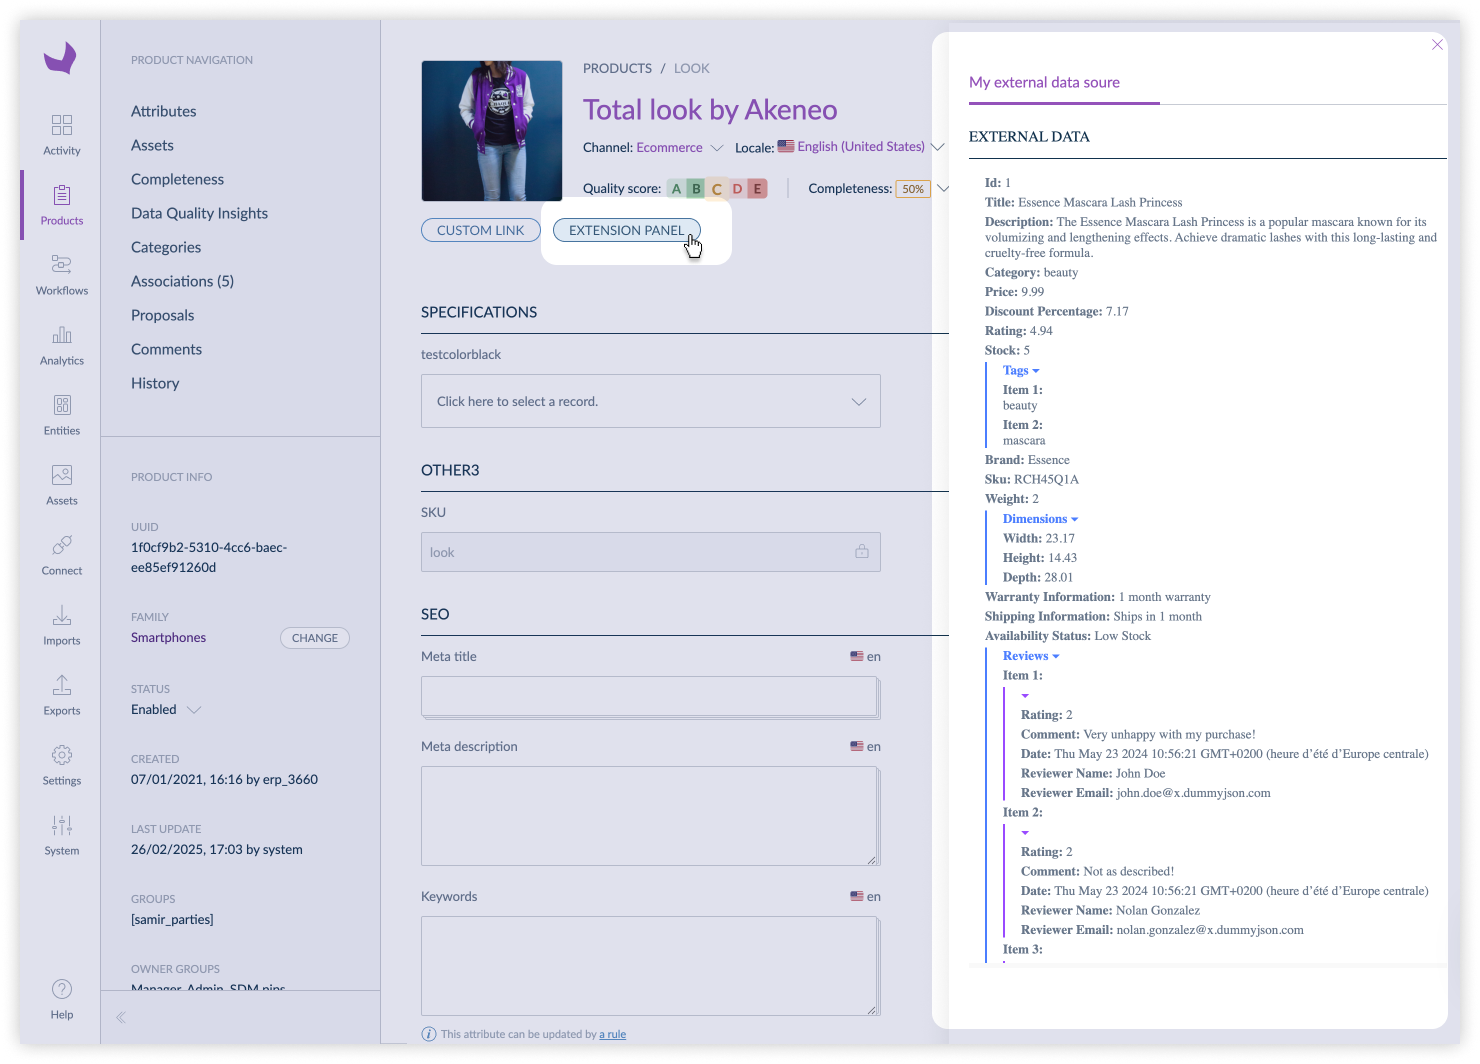 Activity
Products
Workflows
Analytics
Entities
Assets
Connect
Imports
Exports
Settings
System
Help
PRODUCT NAVIGATION
Attributes
Assets
Completeness
Data Quality Insights
Categories
Associations (5)
Proposals
Comments
History
PRODUCT INFO
UUID
1f0cf9b2-5310-4cc6-baec-
ee85ef91260d
FAMILY
Smartphones CHANGE
STATUS
Enabled
CREATED
07/01/2021, 16:16 by erp_3660
LAST UPDATE
26/02/2025, 17:03 by system
GROUPS
[samir_parties]
OWNER GROUPS
Manager, Admin, SDM pips
PRODUCTS / LOOK
Total look by Akeneo
Channel: Ecommerce Locale: English (United States)
Quality score: A B C D E Completeness: 50%
CUSTOM LINK EXTENSION PANEL
SPECIFICATIONS
testcolorblack
Click here to select a record.
OTHER3
SKU
look
SEO
Meta title en
Meta description en
Keywords en
This attribute can be updated by a rule
My external data soure
EXTERNAL DATA
Id: 1
Title: Essence Mascara Lash Princess
Description: The Essence Mascara Lash Princess is a popular mascara known for its
volumizing and lengthening effects. Achieve dramatic lashes with this long-lasting and
cruelty-free formula.
Category: beauty
Price: 9.99
Discount Percentage: 7.17
Rating: 4.94
Stock: 5
Tags
Item 1:
beauty
Item 2:
mascara
Brand: Essence
Sku: RCH45Q1A
Weight: 2
Dimensions
Width: 23.17
Height: 14.43
Depth: 28.01
Warranty Information: 1 month warranty
Shipping Information: Ships in 1 month
Availability Status: Low Stock
Reviews
Item 1:
Rating: 2
Comment: Very unhappy with my purchase!
Date: Thu May 23 2024 10:56:21 GMT+0200 (heure d’été d’Europe centrale)
Reviewer Name: John Doe
Reviewer Email: john.doe@x.dummyjson.com
Item 2:
Rating: 2
Comment: Not as described!
Date: Thu May 23 2024 10:56:21 GMT+0200 (heure d’été d’Europe centrale)
Reviewer Name: Nolan Gonzalez
Reviewer Email: nolan.gonzalez@x.dummyjson.com
Item 3: